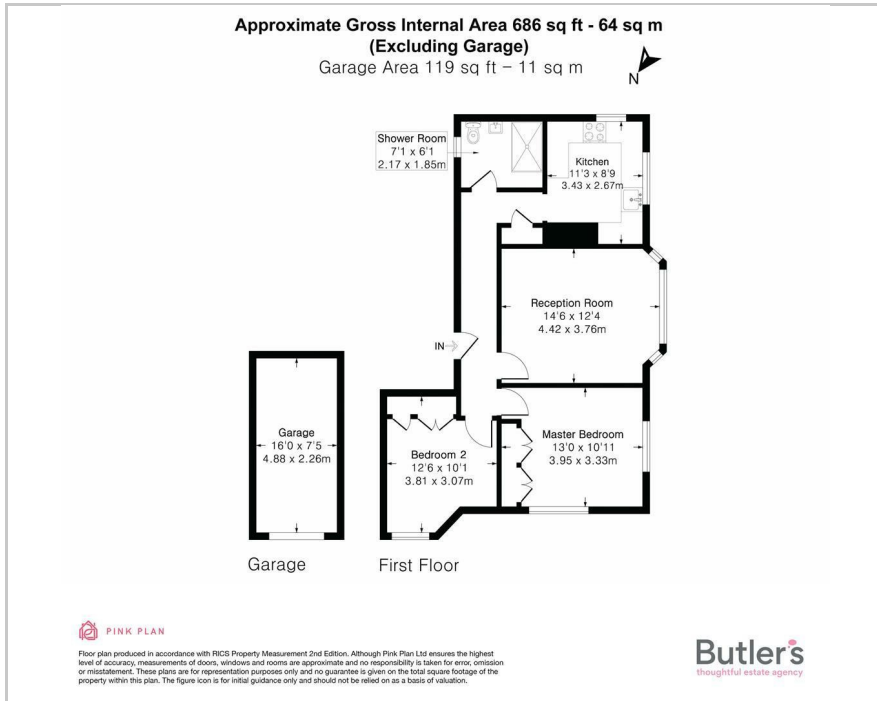 Approximate Gross Internal Area 686 sq ft - 64 sq m
(Excluding Garage)
Garage Area 119 sq ft – 11 sq m
N
Shower Room
7'1 x 6'1
2.17 x 1.85m
Kitchen
11'3 x 8'9
3.43 x 2.67m
Reception Room
14'6 x 12'4
4.42 x 3.76m
IN
Garage
16'0 x 7'5
4.88 x 2.26m
Bedroom 2
12'6 x 10'1
3.81 x 3.07m
Master Bedroom
13'0 x 10'11
3.95 x 3.33m
Garage
First Floor
PINK PLAN
Floor plan produced in accordance with RICS Property Measurement 2nd Edition. Although Pink Plan Ltd ensures the highest
level of accuracy, measurements of doors, windows and rooms are approximate and no responsibility is taken for error, omission
or misstatement. These plans are for representation purposes only and no guarantee is given on the total square footage of the
property within this plan. The figure icon is for initial guidance only and should not be relied on as a basis of valuation.
Butler's
thoughtful estate agency